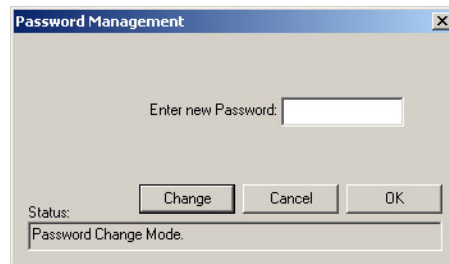 Password Management
Enter new Password:
Change Cancel OK
Status:
Password Change Mode.